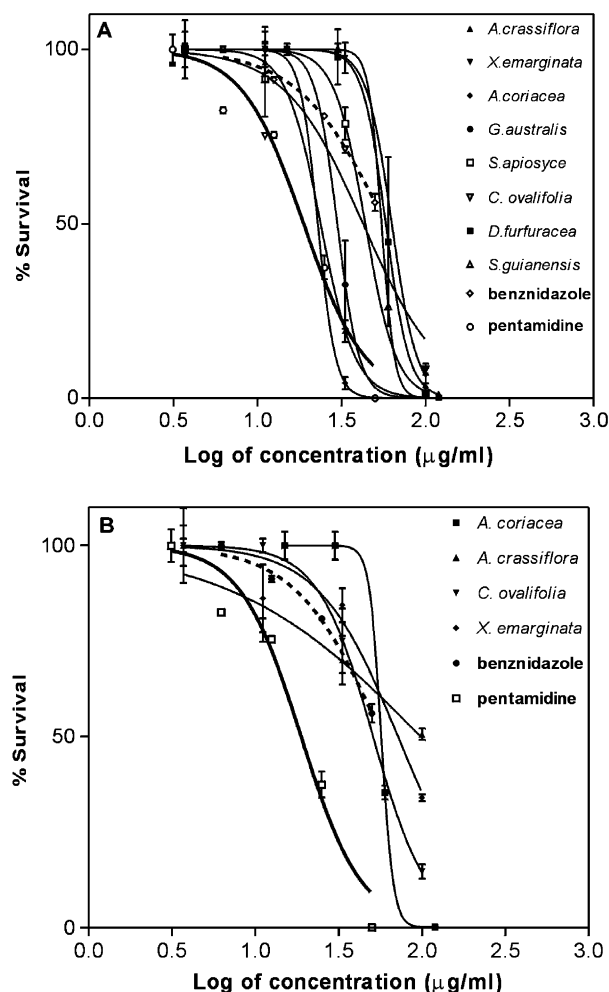 A
100
50
0
% Survival
0.0 0.5 1.0 1.5 2.0 2.5 3.0
Log of concentration (μg/ml)
A.crassiflora
X.emarginata
A.coriacea
G.australis
S.apiosyce
C. ovalifolia
D.furfuracea
S.guianensis
benznidazole
pentamidine
B
100
50
0
% Survival
0.0 0.5 1.0 1.5 2.0 2.5 3.0
Log of concentration (μg/ml)
A. coriacea
A. crassiflora
C. ovalifolia
X. emarginata
benznidazole
pentamidine